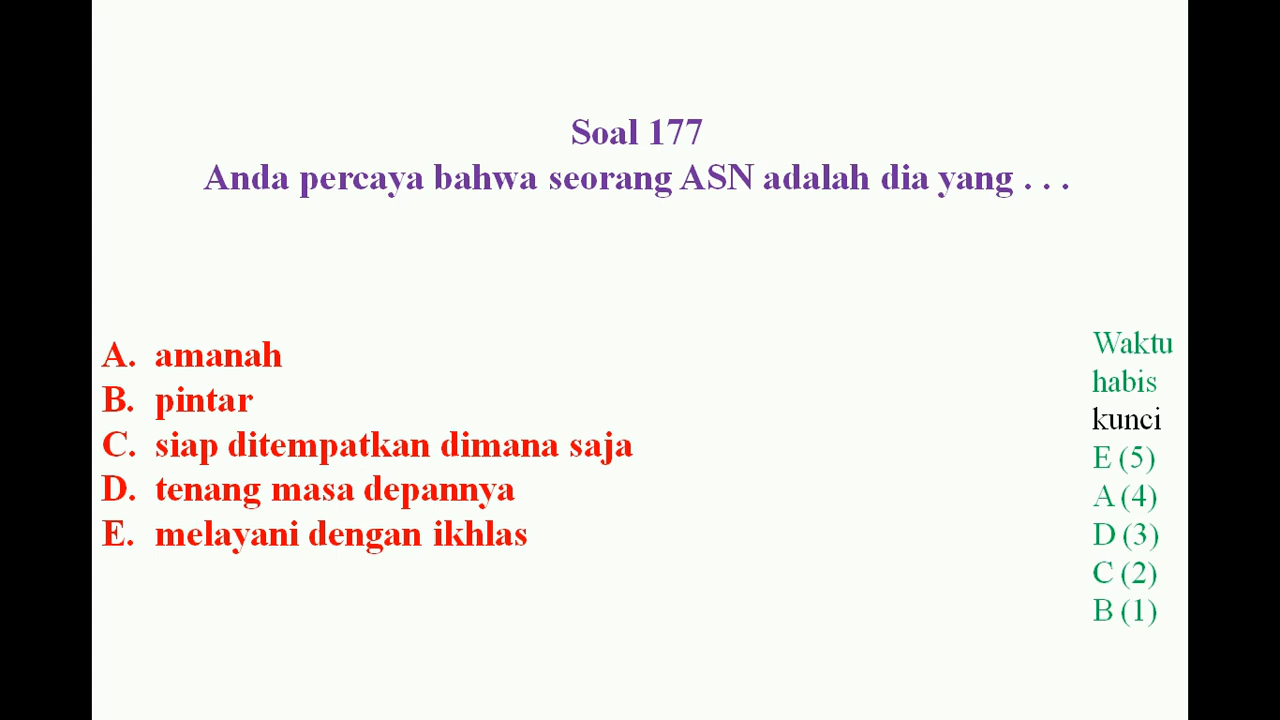 Soal 177
Anda percaya bahwa seorang ASN adalah dia yang . . .
A. amanah
B. pintar
C. siap ditempatkan dimana saja
D. tenang masa depannya
E. melayani dengan ikhlas
Waktu
habis
kunci
E (5)
A (4)
D (3)
C (2)
B (1)